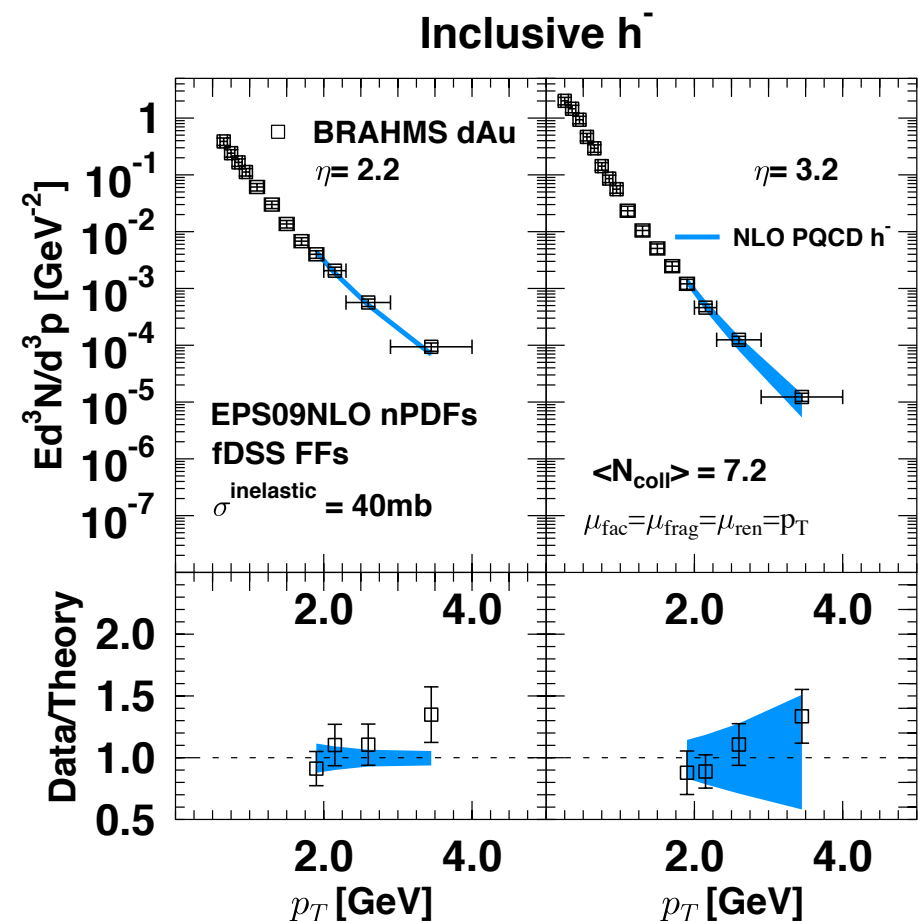 Inclusive h⁻
BRAHMS dAu
η= 2.2
η= 3.2
NLO PQCD h⁻
EPS09NLO nPDFs
fDSS FFs
σ^inelastic = 40mb
<N_coll> = 7.2
μ_fac=μ_frag=μ_ren=p_T
Ed³N/d³p [GeV⁻²]
1
10⁻¹
10⁻²
10⁻³
10⁻⁴
10⁻⁵
10⁻⁶
10⁻⁷
2.0 4.0 2.0 4.0
Data/Theory
2.0
1.5
1.0
0.5
2.0 4.0 2.0 4.0
p_T [GeV] p_T [GeV]